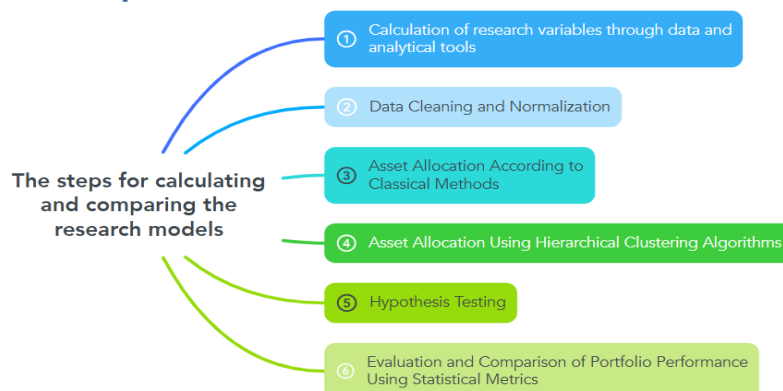 The steps for calculating
and comparing the
research models
1 Calculation of research variables through data and
analytical tools
2 Data Cleaning and Normalization
3 Asset Allocation According to
Classical Methods
4 Asset Allocation Using Hierarchical Clustering Algorithms
5 Hypothesis Testing
6 Evaluation and Comparison of Portfolio Performance
Using Statistical Metrics